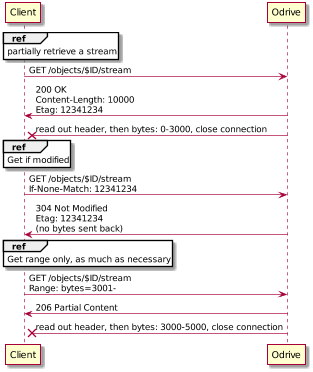 Client
Odrive
ref
partially retrieve a stream
GET /objects/$ID/stream
200 OK
Content-Length: 10000
Etag: 12341234
read out header, then bytes: 0-3000, close connection
ref
Get if modified
GET /objects/$ID/stream
If-None-Match: 12341234
304 Not Modified
Etag: 12341234
(no bytes sent back)
ref
Get range only, as much as necessary
GET /objects/$ID/stream
Range: bytes=3001-
206 Partial Content
read out header, then bytes: 3000-5000, close connection
Client
Odrive